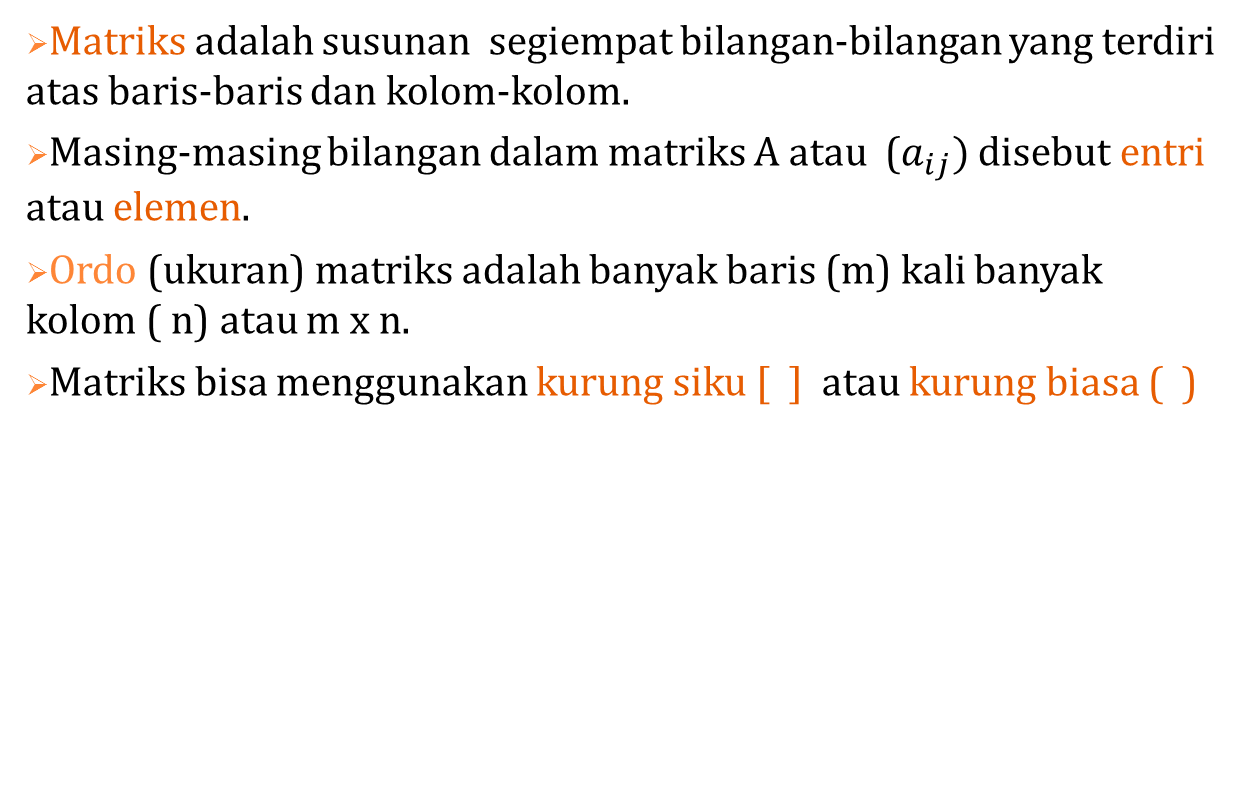 ➢Matriks adalah susunan  segiempat bilangan-bilangan yang terdiri
atas baris-baris dan kolom-kolom.
➢Masing-masing bilangan dalam matriks A atau  (𝑎ᵢⱼ) disebut entri
atau elemen.
➢Ordo (ukuran) matriks adalah banyak baris (m) kali banyak
kolom ( n) atau m x n.
➢Matriks bisa menggunakan kurung siku [  ]  atau kurung biasa (  )